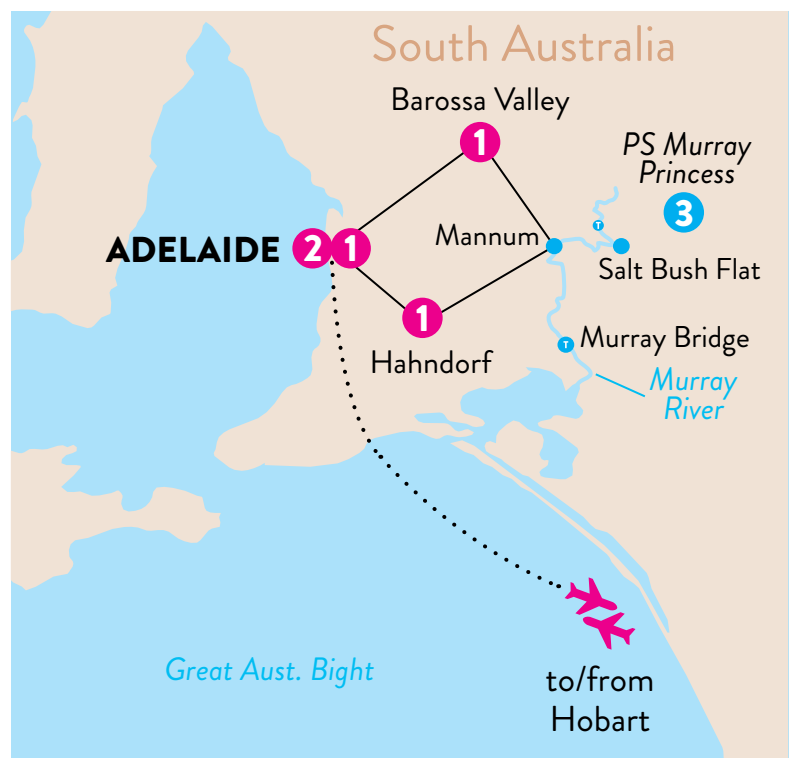 South Australia
Barossa Valley
1
PS Murray
Princess
3
T
ADELAIDE 2 1
Mannum
Salt Bush Flat
1
Hahndorf
T Murray Bridge
Murray
River
Great Aust. Bight
to/from
Hobart